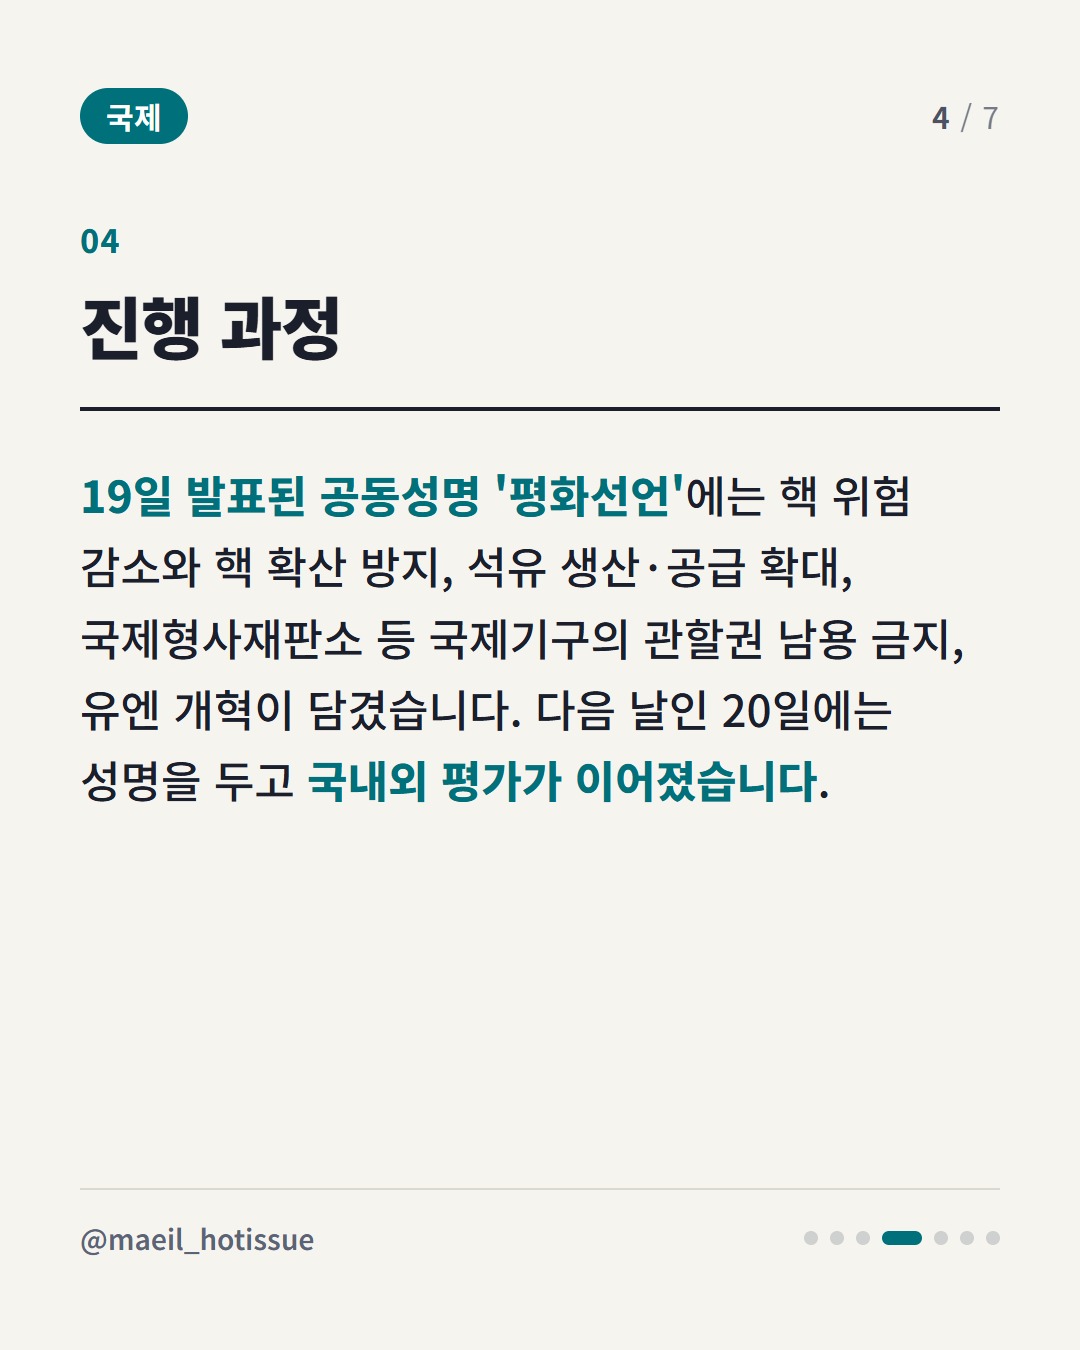 국제
4 / 7
04
진행 과정
19일 발표된 공동성명 '평화선언'에는 핵 위험
감소와 핵 확산 방지, 석유 생산·공급 확대,
국제형사재판소 등 국제기구의 관할권 남용 금지,
유엔 개혁이 담겼습니다. 다음 날인 20일에는
성명을 두고 국내외 평가가 이어졌습니다.
@maeil_hotissue